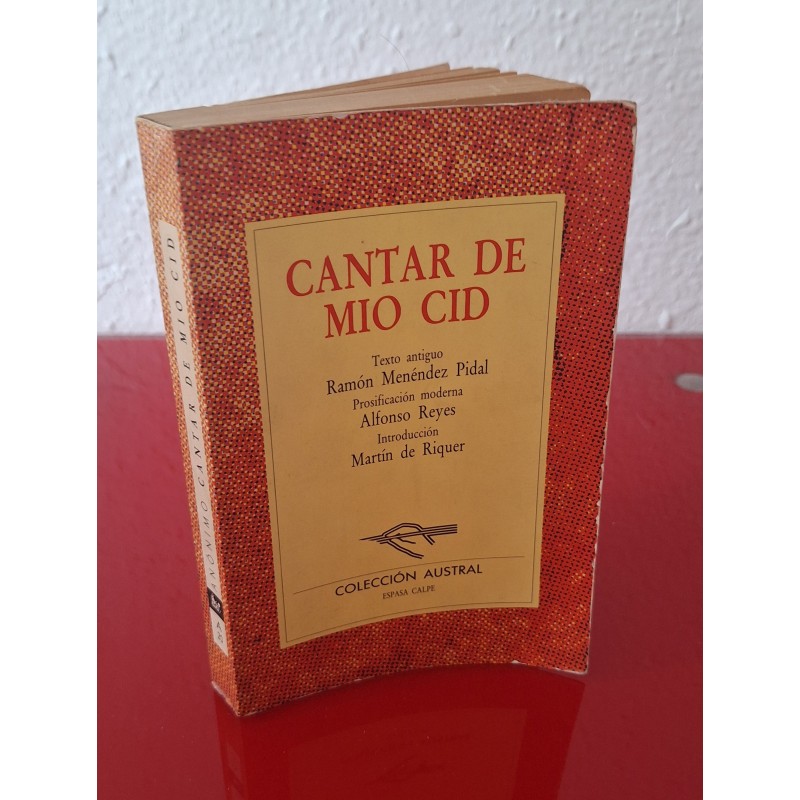 CANTAR DE
MIO CID
Texto antiguo
Ramón Menéndez Pidal
Prosificación moderna
Alfonso Reyes
Introducción
Martín de Riquer
COLECCIÓN AUSTRAL
ESPASA CALPE
ANÓNIMO CANTAR DE MIO CID